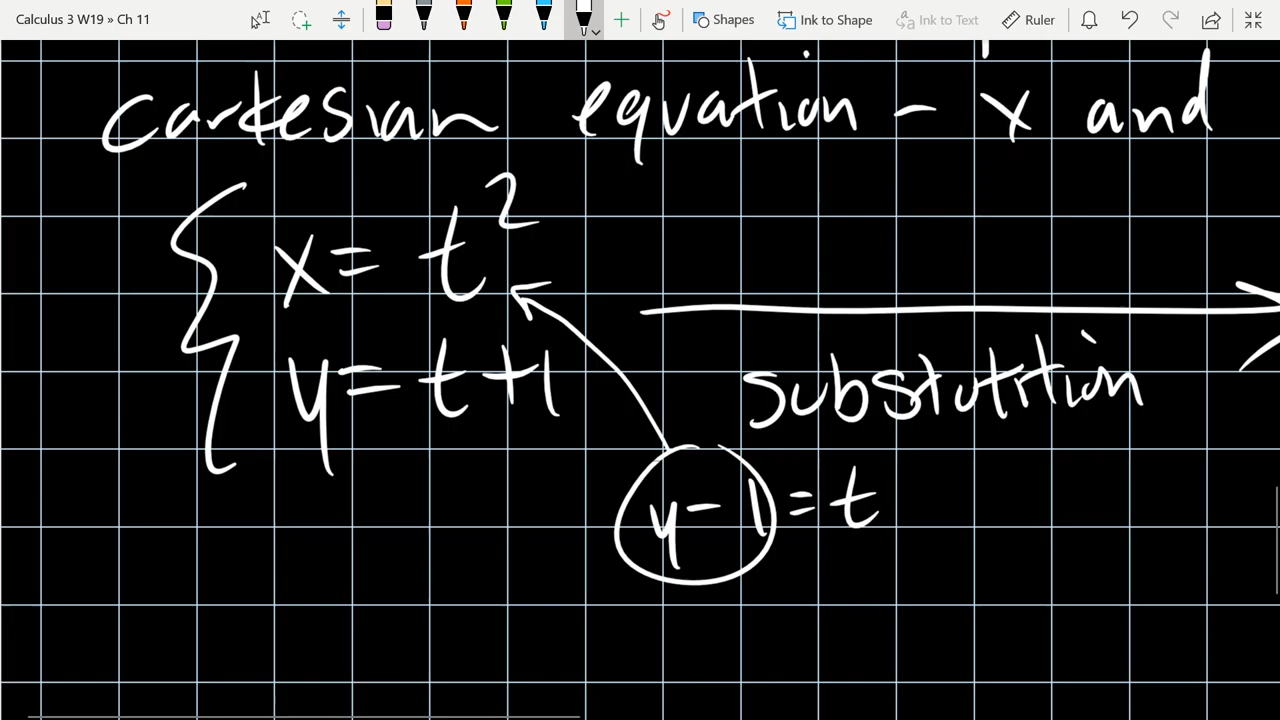 Calculus 3 W19 » Ch 11
Shapes
Ink to Shape
Ink to Text
Ruler
cartesian equation - x and
x = t²
y = t + 1
substutition
y - 1 = t